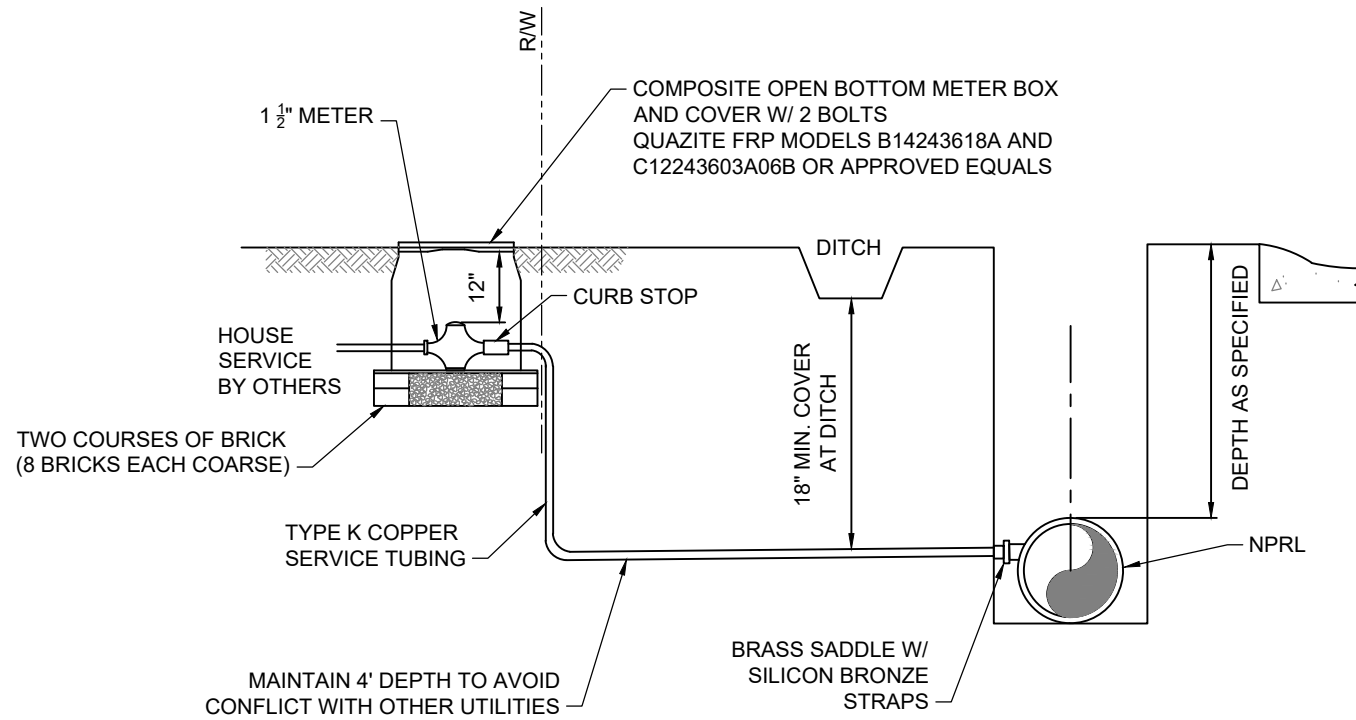 R/W
COMPOSITE OPEN BOTTOM METER BOX
AND COVER W/ 2 BOLTS
QUAZITE FRP MODELS B14243618A AND
C12243603A06B OR APPROVED EQUALS
1 1/2" METER
DITCH
12"
CURB STOP
HOUSE
SERVICE
BY OTHERS
18" MIN. COVER
AT DITCH
DEPTH AS SPECIFIED
TWO COURSES OF BRICK
(8 BRICKS EACH COARSE)
TYPE K COPPER
SERVICE TUBING
NPRL
BRASS SADDLE W/
SILICON BRONZE
STRAPS
MAINTAIN 4' DEPTH TO AVOID
CONFLICT WITH OTHER UTILITIES